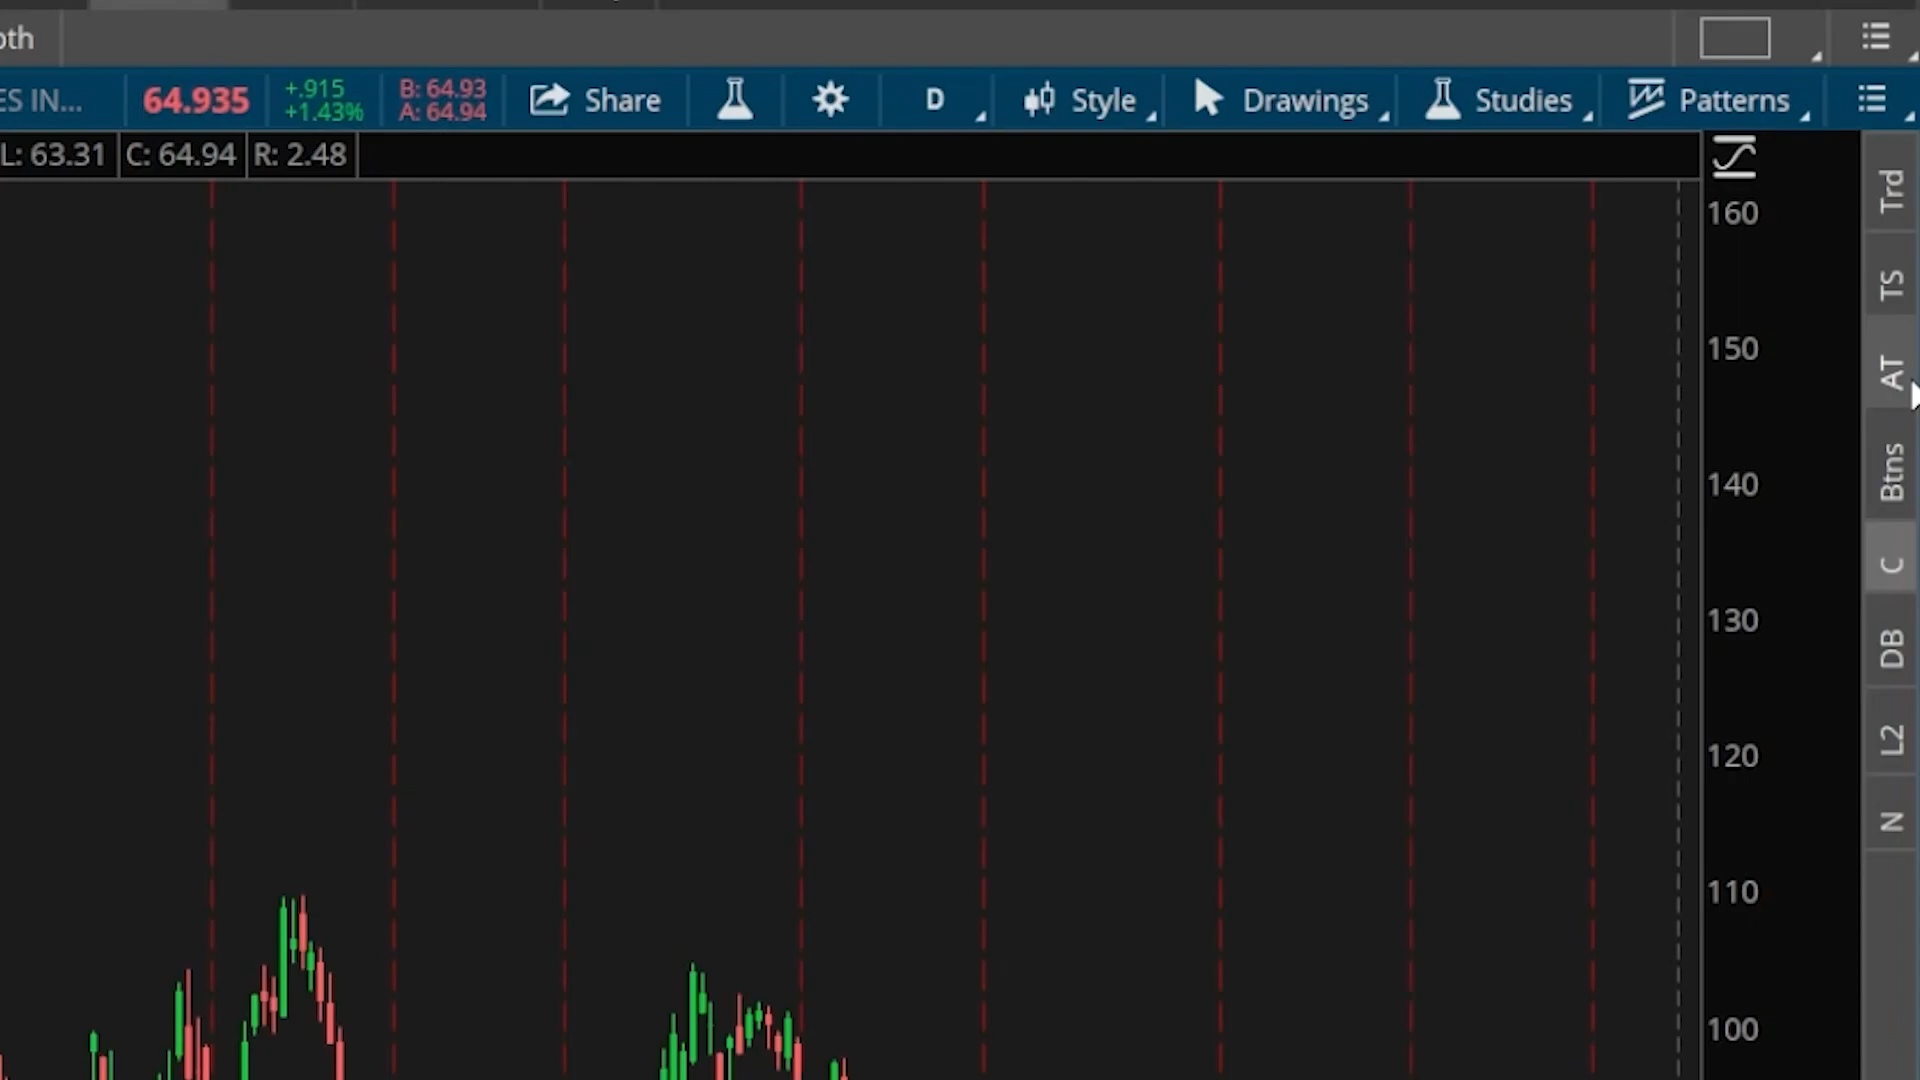 oth
ES IN... 64.935 +.915 B: 64.93 Share D Style Drawings Studies Patterns
+1.43% A: 64.94
L: 63.31 C: 64.94 R: 2.48
160
150
140
130
120
110
100
Trd
TS
AT
Btns
C
DB
L2
N